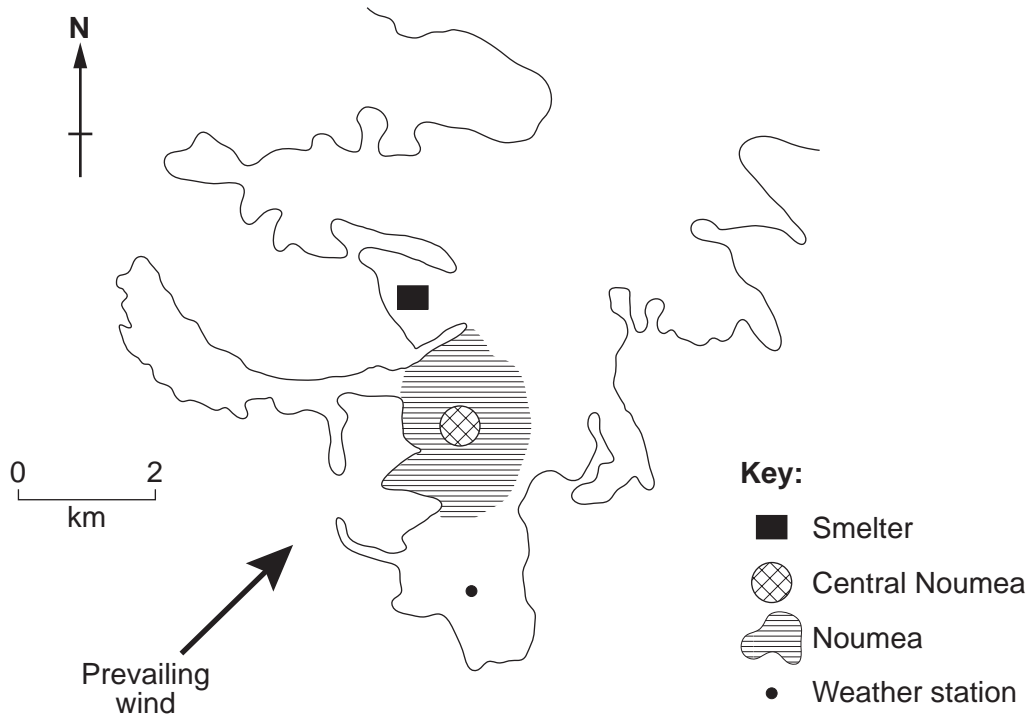 N
0 2
km
Prevailing
wind
Key:
Smelter
Central Noumea
Noumea
Weather station